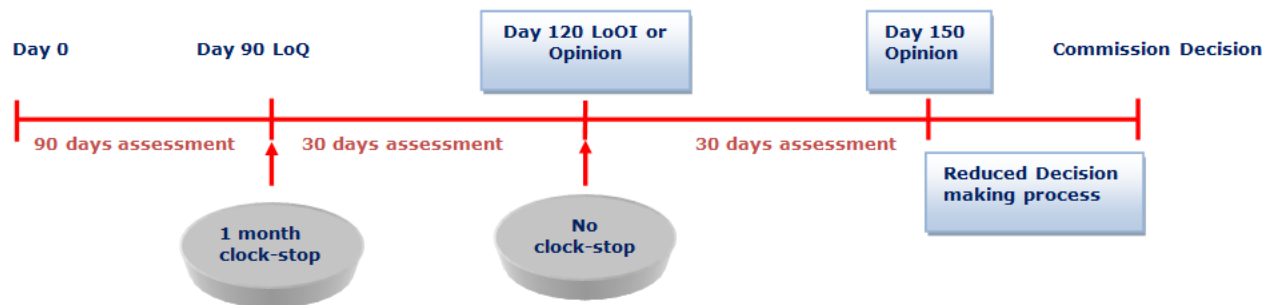 Day 0
Day 90 LoQ
Day 120 LoOI or
Opinion
Day 150
Opinion
Commission Decision
90 days assessment
30 days assessment
30 days assessment
1 month
clock-stop
No
clock-stop
Reduced Decision
making process